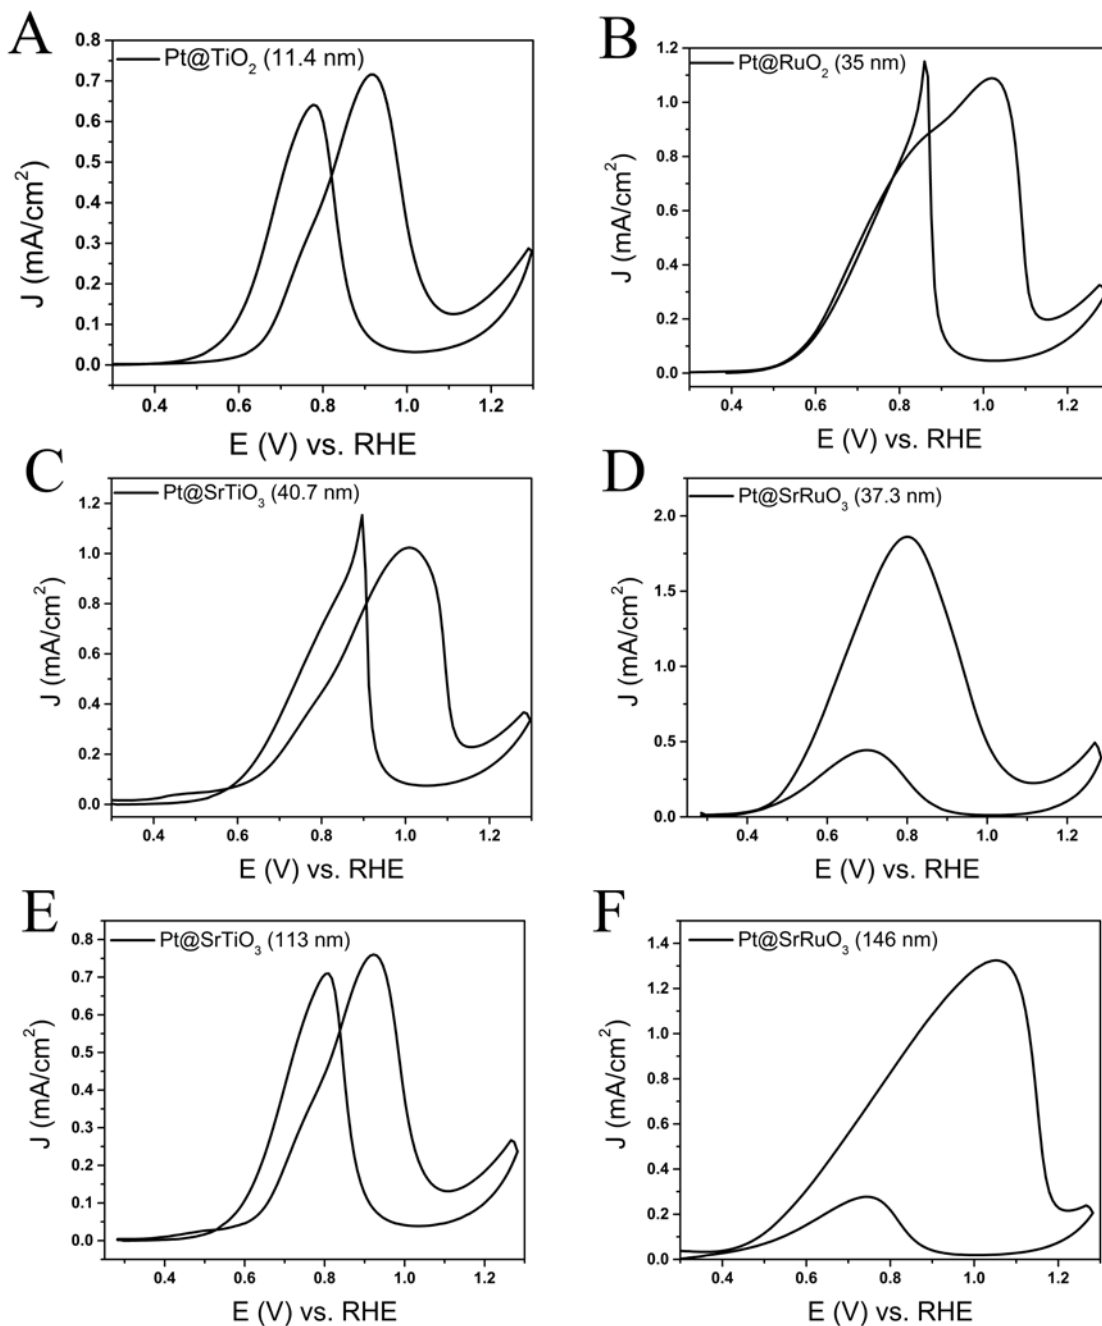 A
Pt@TiO₂ (11.4 nm)
0.8
0.7
0.6
0.5
0.4
0.3
0.2
0.1
0.0
J (mA/cm²)
0.4 0.6 0.8 1.0 1.2
E (V) vs. RHE
B
Pt@RuO₂ (35 nm)
1.2
1.0
0.8
0.6
0.4
0.2
0.0
J (mA/cm²)
0.4 0.6 0.8 1.0 1.2
E (V) vs. RHE
C
Pt@SrTiO₃ (40.7 nm)
1.2
1.0
0.8
0.6
0.4
0.2
0.0
J (mA/cm²)
0.4 0.6 0.8 1.0 1.2
E (V) vs. RHE
D
Pt@SrRuO₃ (37.3 nm)
2.0
1.5
1.0
0.5
0.0
J (mA/cm²)
0.4 0.6 0.8 1.0 1.2
E (V) vs. RHE
E
Pt@SrTiO₃ (113 nm)
0.8
0.7
0.6
0.5
0.4
0.3
0.2
0.1
0.0
J (mA/cm²)
0.4 0.6 0.8 1.0 1.2
E (V) vs. RHE
F
Pt@SrRuO₃ (146 nm)
1.4
1.2
1.0
0.8
0.6
0.4
0.2
0.0
J (mA/cm²)
0.4 0.6 0.8 1.0 1.2
E (V) vs. RHE